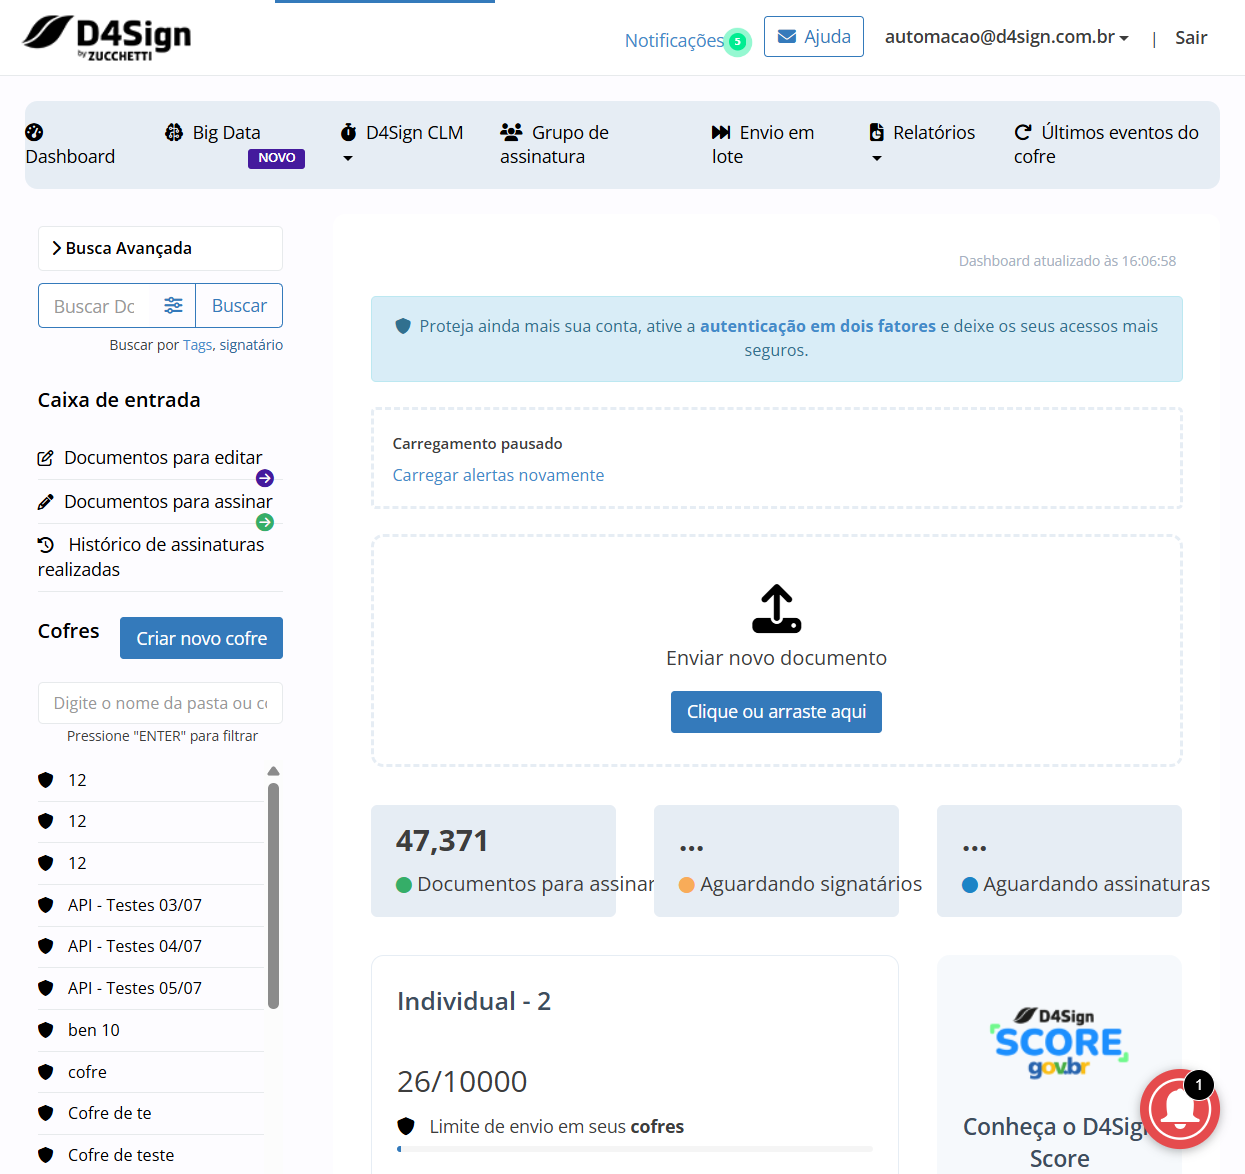 D4Sign
by ZUCCHETTI
Notificações 5
Ajuda
automacao@d4sign.com.br
|
Sair
Dashboard
Big Data
NOVO
D4Sign CLM
Grupo de
assinatura
Envio em
lote
Relatórios
Últimos eventos do
cofre
Busca Avançada
Buscar Dc
Buscar
Buscar por Tags, signatário
Caixa de entrada
Documentos para editar
Documentos para assinar
Histórico de assinaturas
realizadas
Cofres
Criar novo cofre
Digite o nome da pasta ou co
Pressione "ENTER" para filtrar
12
12
12
API - Testes 03/07
API - Testes 04/07
API - Testes 05/07
ben 10
cofre
Cofre de te
Cofre de teste
Dashboard atualizado às 16:06:58
Proteja ainda mais sua conta, ative a autenticação em dois fatores e deixe os seus acessos mais
seguros.
Carregamento pausado
Carregar alertas novamente
Enviar novo documento
Clique ou arraste aqui
47,371
Documentos para assinar
...
Aguardando signatários
...
Aguardando assinaturas
Individual - 2
26/10000
Limite de envio em seus cofres
D4Sign
SCORE
gov.br
Conheça o D4Sign
Score
1